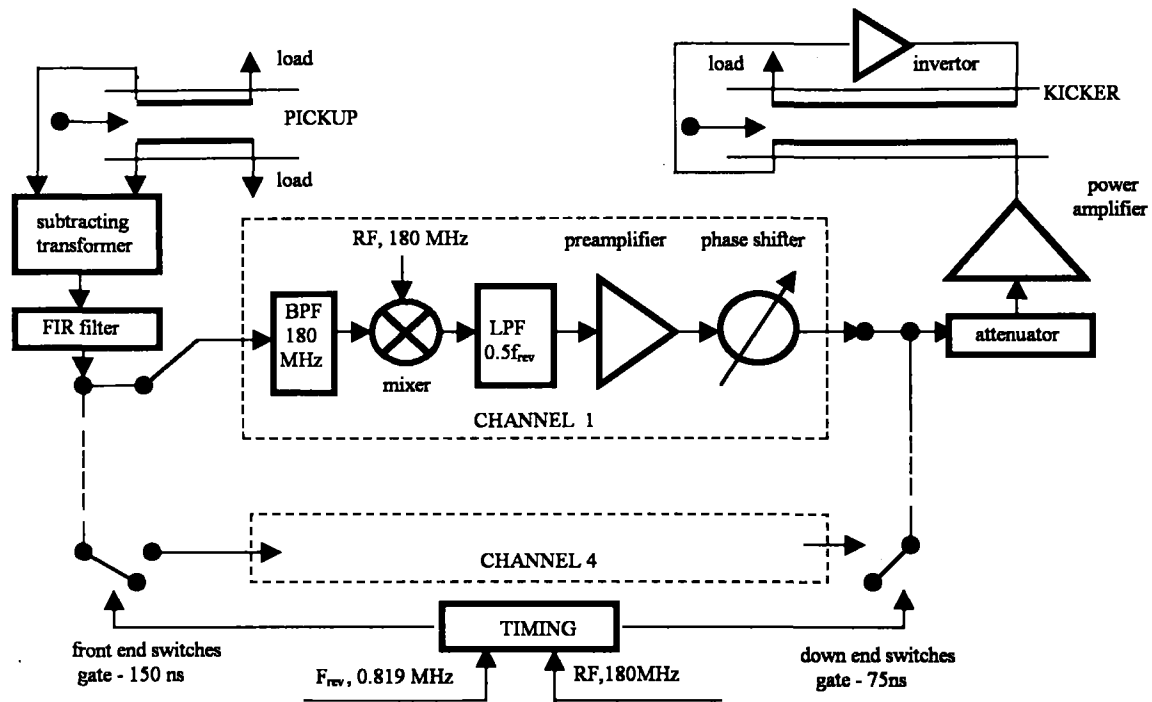 load
load
invertor
PICKUP
KICKER
load
power
amplifier
subtracting
transformer
RF, 180 MHz
preamplifier
phase shifter
FIR filter
BPF
180
MHz
LPF
0.5frev
attenuator
mixer
CHANNEL 1
CHANNEL 4
TIMING
front end switches
gate - 150 ns
down end switches
gate - 75ns
Frev, 0.819 MHz
RF,180MHz